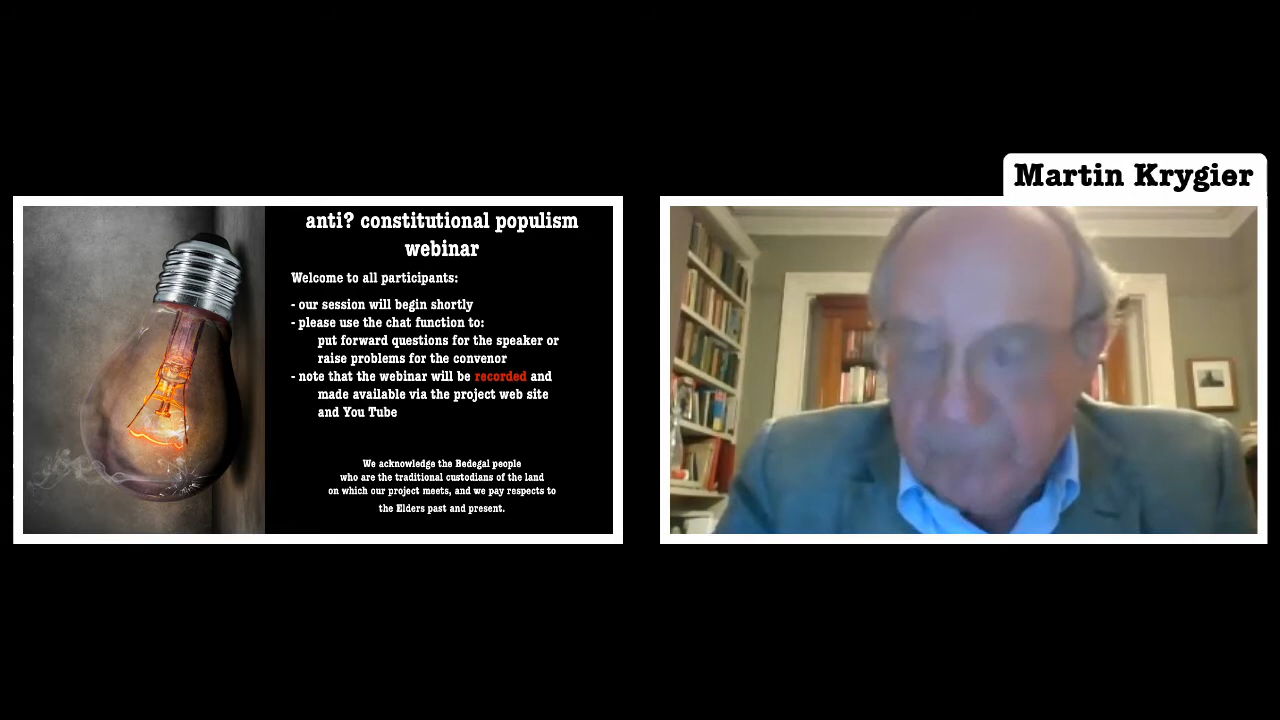 anti? constitutional populism
webinar
Welcome to all participants:
- our session will begin shortly
- please use the chat function to:
put forward questions for the speaker or
raise problems for the convenor
- note that the webinar will be recorded and
made available via the project web site
and You Tube
We acknowledge the Bedegal people
who are the traditional custodians of the land
on which our project meets, and we pay respects to
the Elders past and present.
Martin Krygier